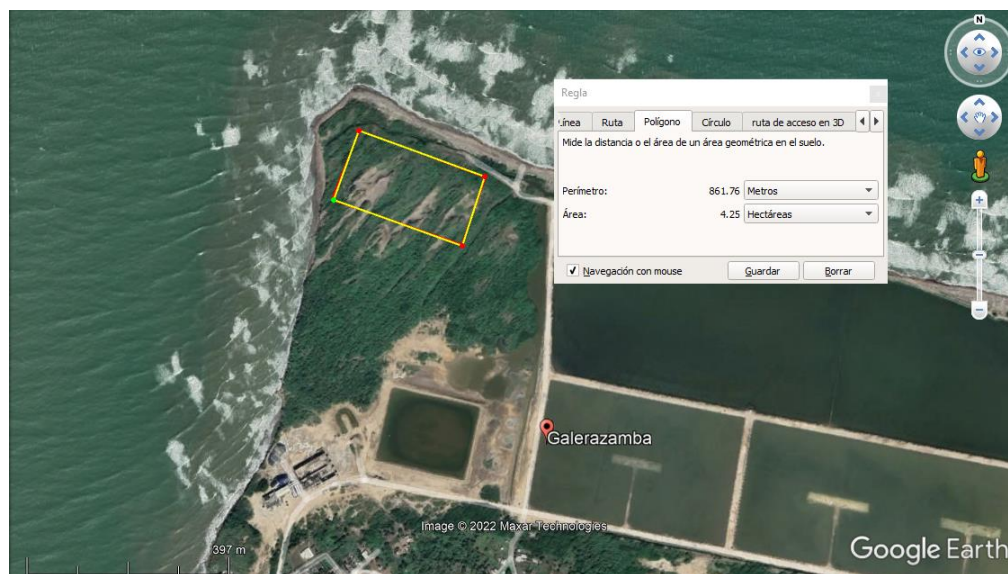 N
Regla
Línea Ruta Polígono Círculo ruta de acceso en 3D
Mide la distancia o el área de un área geométrica en el suelo.
Perímetro: 861.76 Metros
Área: 4.25 Hectáreas
Navegación con mouse Guardar Borrar
Galerazamba
Image © 2022 Maxar Technologies
397 m
Google Earth